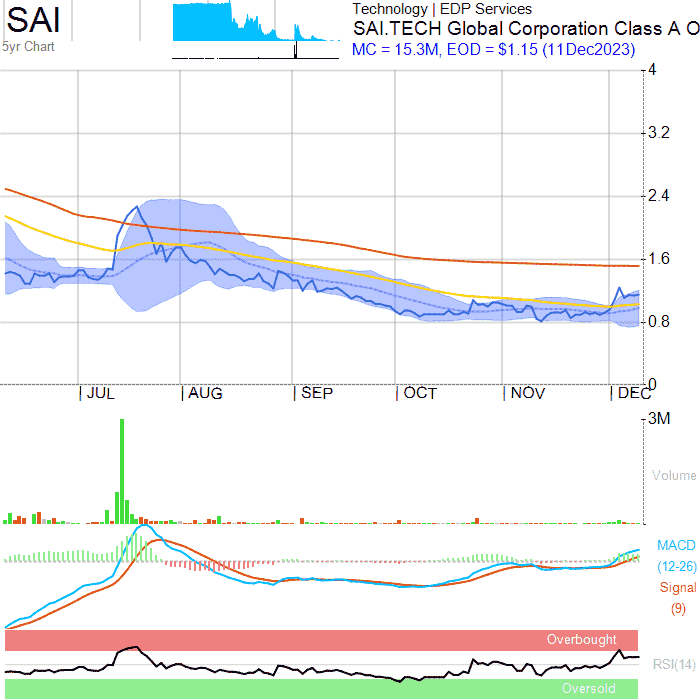 SAI
5yr Chart
Technology | EDP Services
SAI.TECH Global Corporation Class A O
MC = 15.3M, EOD = $1.15 (11Dec2023)
4
3.2
2.4
1.6
0.8
0
| JUL | AUG | SEP | OCT | NOV | DEC
3M
Volume
MACD
(12-26)
Signal
(9)
Overbought
RSI(14)
Oversold